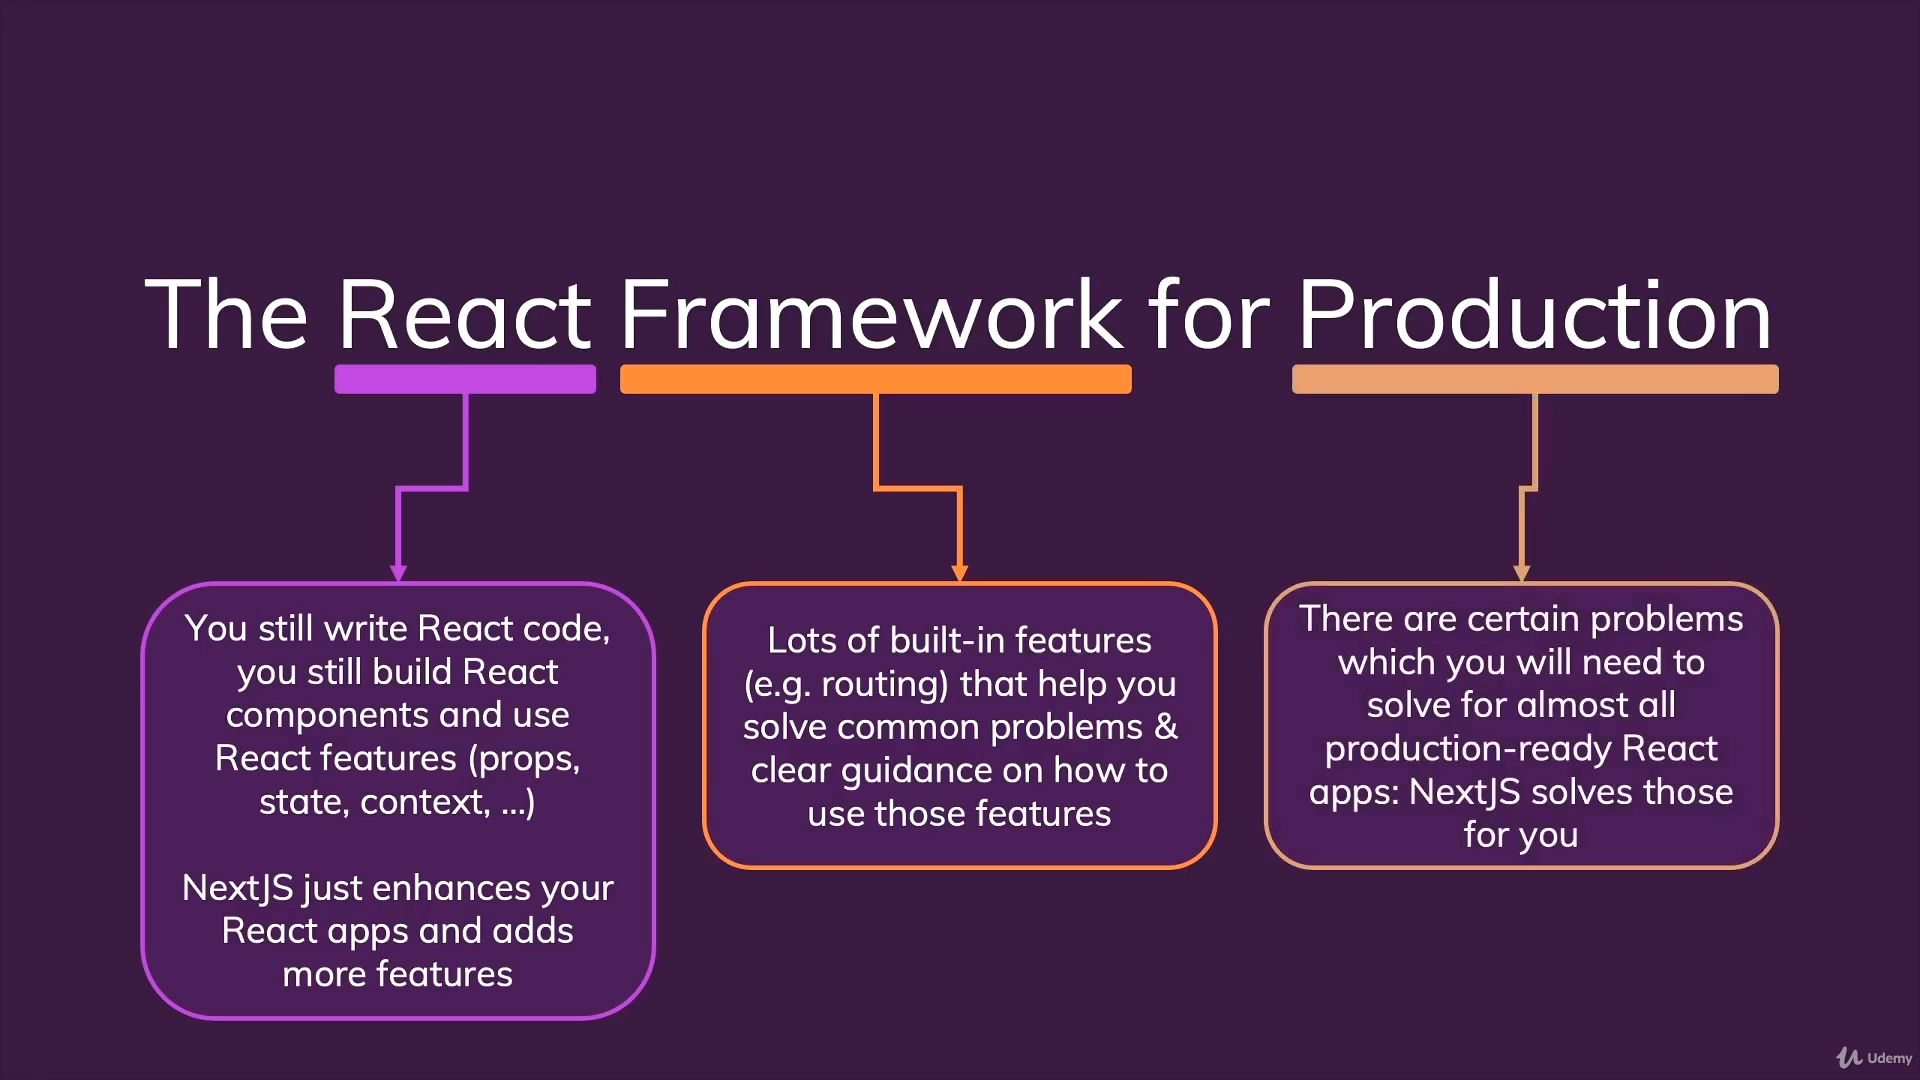 The React Framework for Production
You still write React code,
you still build React
components and use
React features (props,
state, context, ...)
NextJS just enhances your
React apps and adds
more features
Lots of built-in features
(e.g. routing) that help you
solve common problems &
clear guidance on how to
use those features
There are certain problems
which you will need to
solve for almost all
production-ready React
apps: NextJS solves those
for you
Udemy